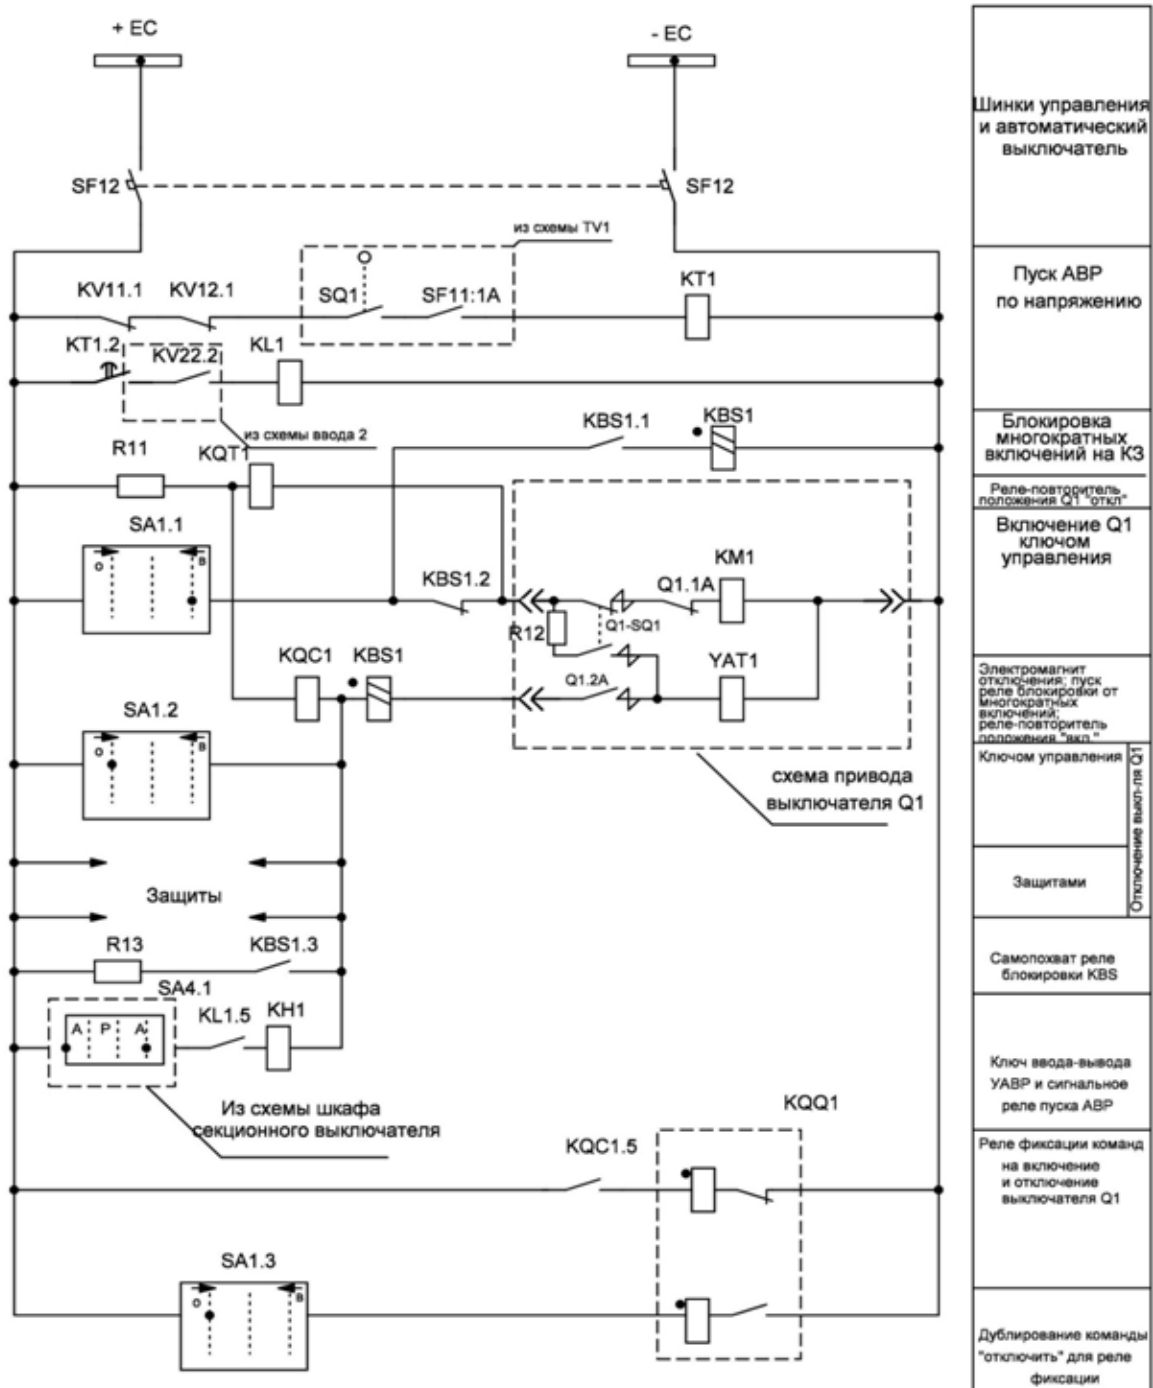 + EC
- EC
SF12
SF12
из схемы TV1
KV11.1
KV12.1
SQ1
SF11:1A
KT1
KT1.2
KV22.2
KL1
из схемы ввода 2
KBS1.1
KBS1
R11
KQT1
SA1.1
О
В
KBS1.2
Q1.1A
KM1
R12
Q1-SQ1
KQC1
KBS1
Q1.2A
YAT1
SA1.2
О
В
схема привода
выключателя Q1
Защиты
R13
KBS1.3
SA4.1
А Р А
KL1.5
KH1
Из схемы шкафа
секционного выключателя
KQQ1
KQC1.5
SA1.3
О
В
Шинки управления
и автоматический
выключатель
Пуск АВР
по напряжению
Блокировка
многократных
включений на КЗ
Реле-повторитель
положения Q1 "откл"
Включение Q1
ключом
управления
Электромагнит
отключения; пуск
реле блокировки от
многократных
включений;
реле-повторитель
положения "вкл."
Ключом управления
Отключение выкл-ля Q1
Защитами
Самопохват реле
блокировки KBS
Ключ ввода-вывода
УАВР и сигнальное
реле пуска АВР
Реле фиксации команд
на включение
и отключение
выключателя Q1
Дублирование команды
"отключить" для реле
фиксации